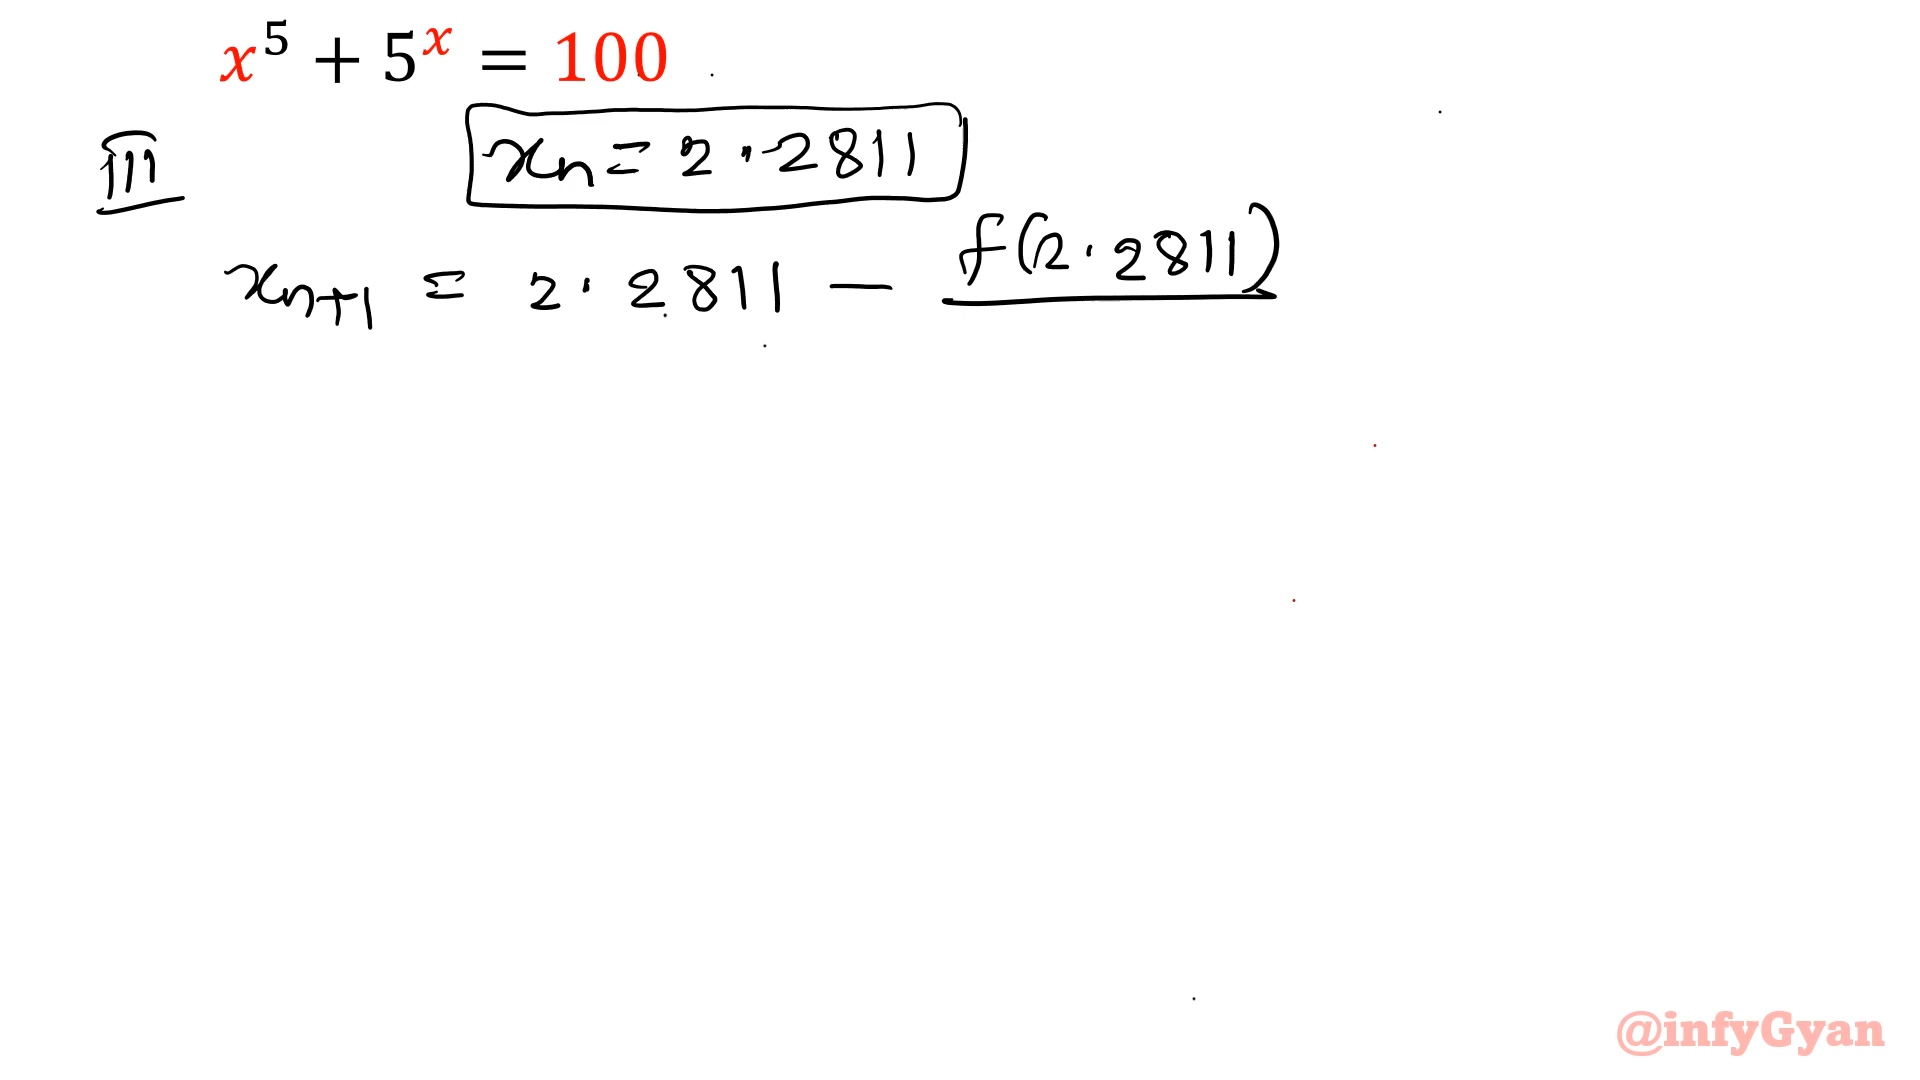 x⁵ + 5ˣ = 100
III xₙ = 2.2811
xₙ₊₁ = 2.2811 — f(2.2811)
@infyGyan